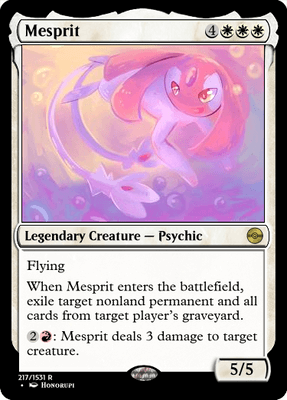 Mesprit 4
Legendary Creature — Psychic
Flying
When Mesprit enters the battlefield,
exile target nonland permanent and all
cards from target player's graveyard.
2 : Mesprit deals 3 damage to target
creature.
5/5
217/1531 R
• Honorupi